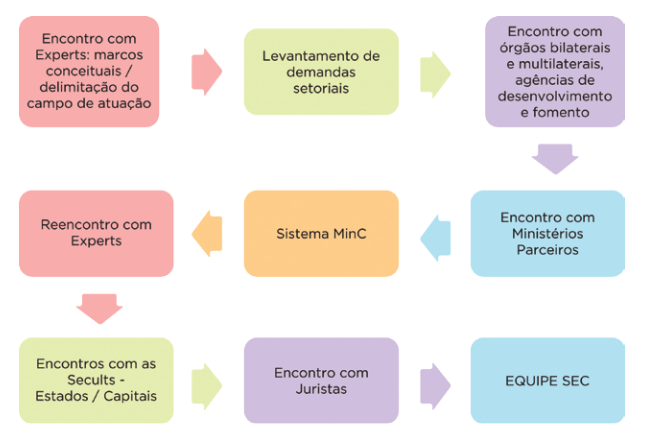 Encontro com
Experts: marcos
conceituais /
delimitação do
campo de atuação
Levantamento de
demandas
setoriais
Encontro com
órgãos bilaterais
e multilaterais,
agências de
desenvolvimento
e fomento
Encontro com
Ministérios
Parceiros
Sistema MinC
Reencontro com
Experts
Encontros com as
Secults -
Estados / Capitais
Encontro com
Juristas
EQUIPE SEC